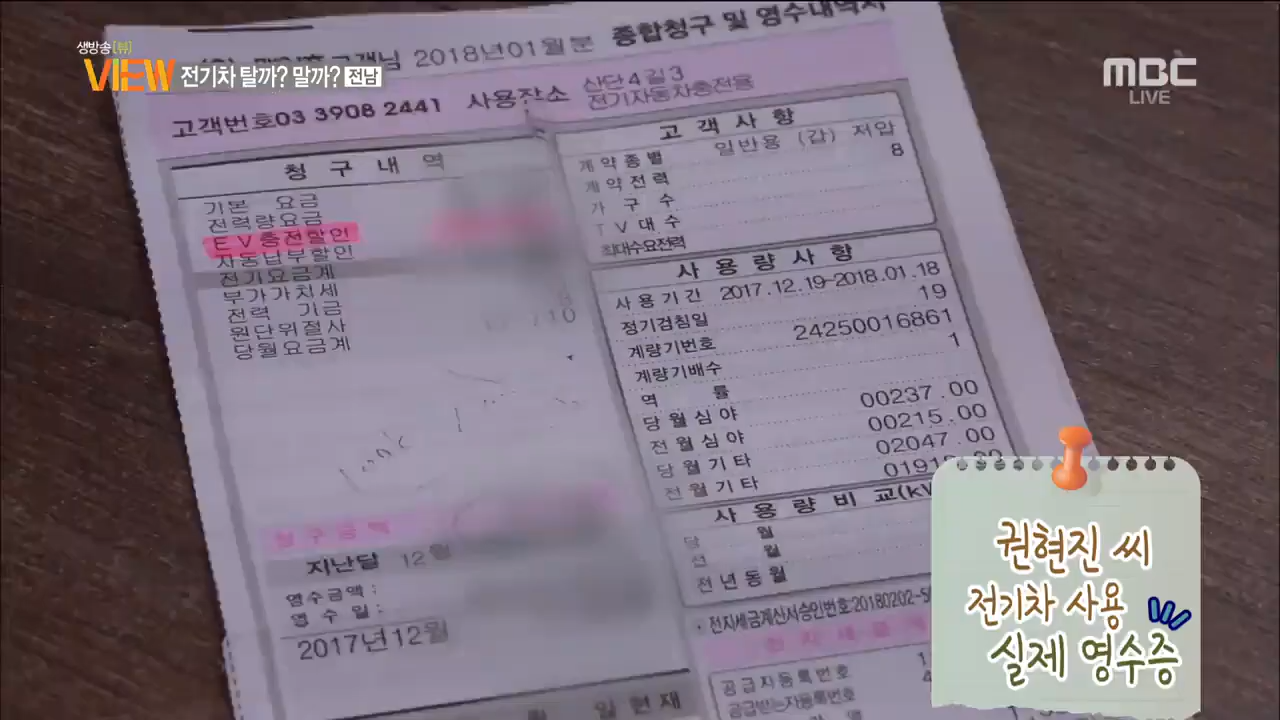 생방송[뷰]
VIEW 전기차 탈까? 말까? 전남
MBC
LIVE
고객님 2018년01월분 종합청구 및 영수내역서
고객번호03 3908 2441 사용장소 산단4길3
전기자동차충전용
청 구 내 역
기본 요금
전력량요금
EV충전할인
자동납부할인
전기요금계
부가가치세
전력 기금
원단위절사
당월요금계
청구금액
지난달 12월
영수금액 :
영 수 일 :
2017년12월
월 일 현 재
고 객 사 항
계약종별 일반용 (갑) 저압
계약전력 8
가 구 수
TV대수
최대수요전력
사 용 량 사 항
사용기간 2017.12.19~2018.01.18
정기검침일 19
계량기번호 24250016861
계량기배수 1
역 률
당월심야 00237.00
전월심야 00215.00
당월기타 02047.00
전월기타
사 용 량 비 교(kW
당 월
전 월
전년동월
· 전자세금계산서승인번호:20180202-
공급자등록번호
공급받는자등록번호
권현진 씨
전기차 사용
실제 영수증